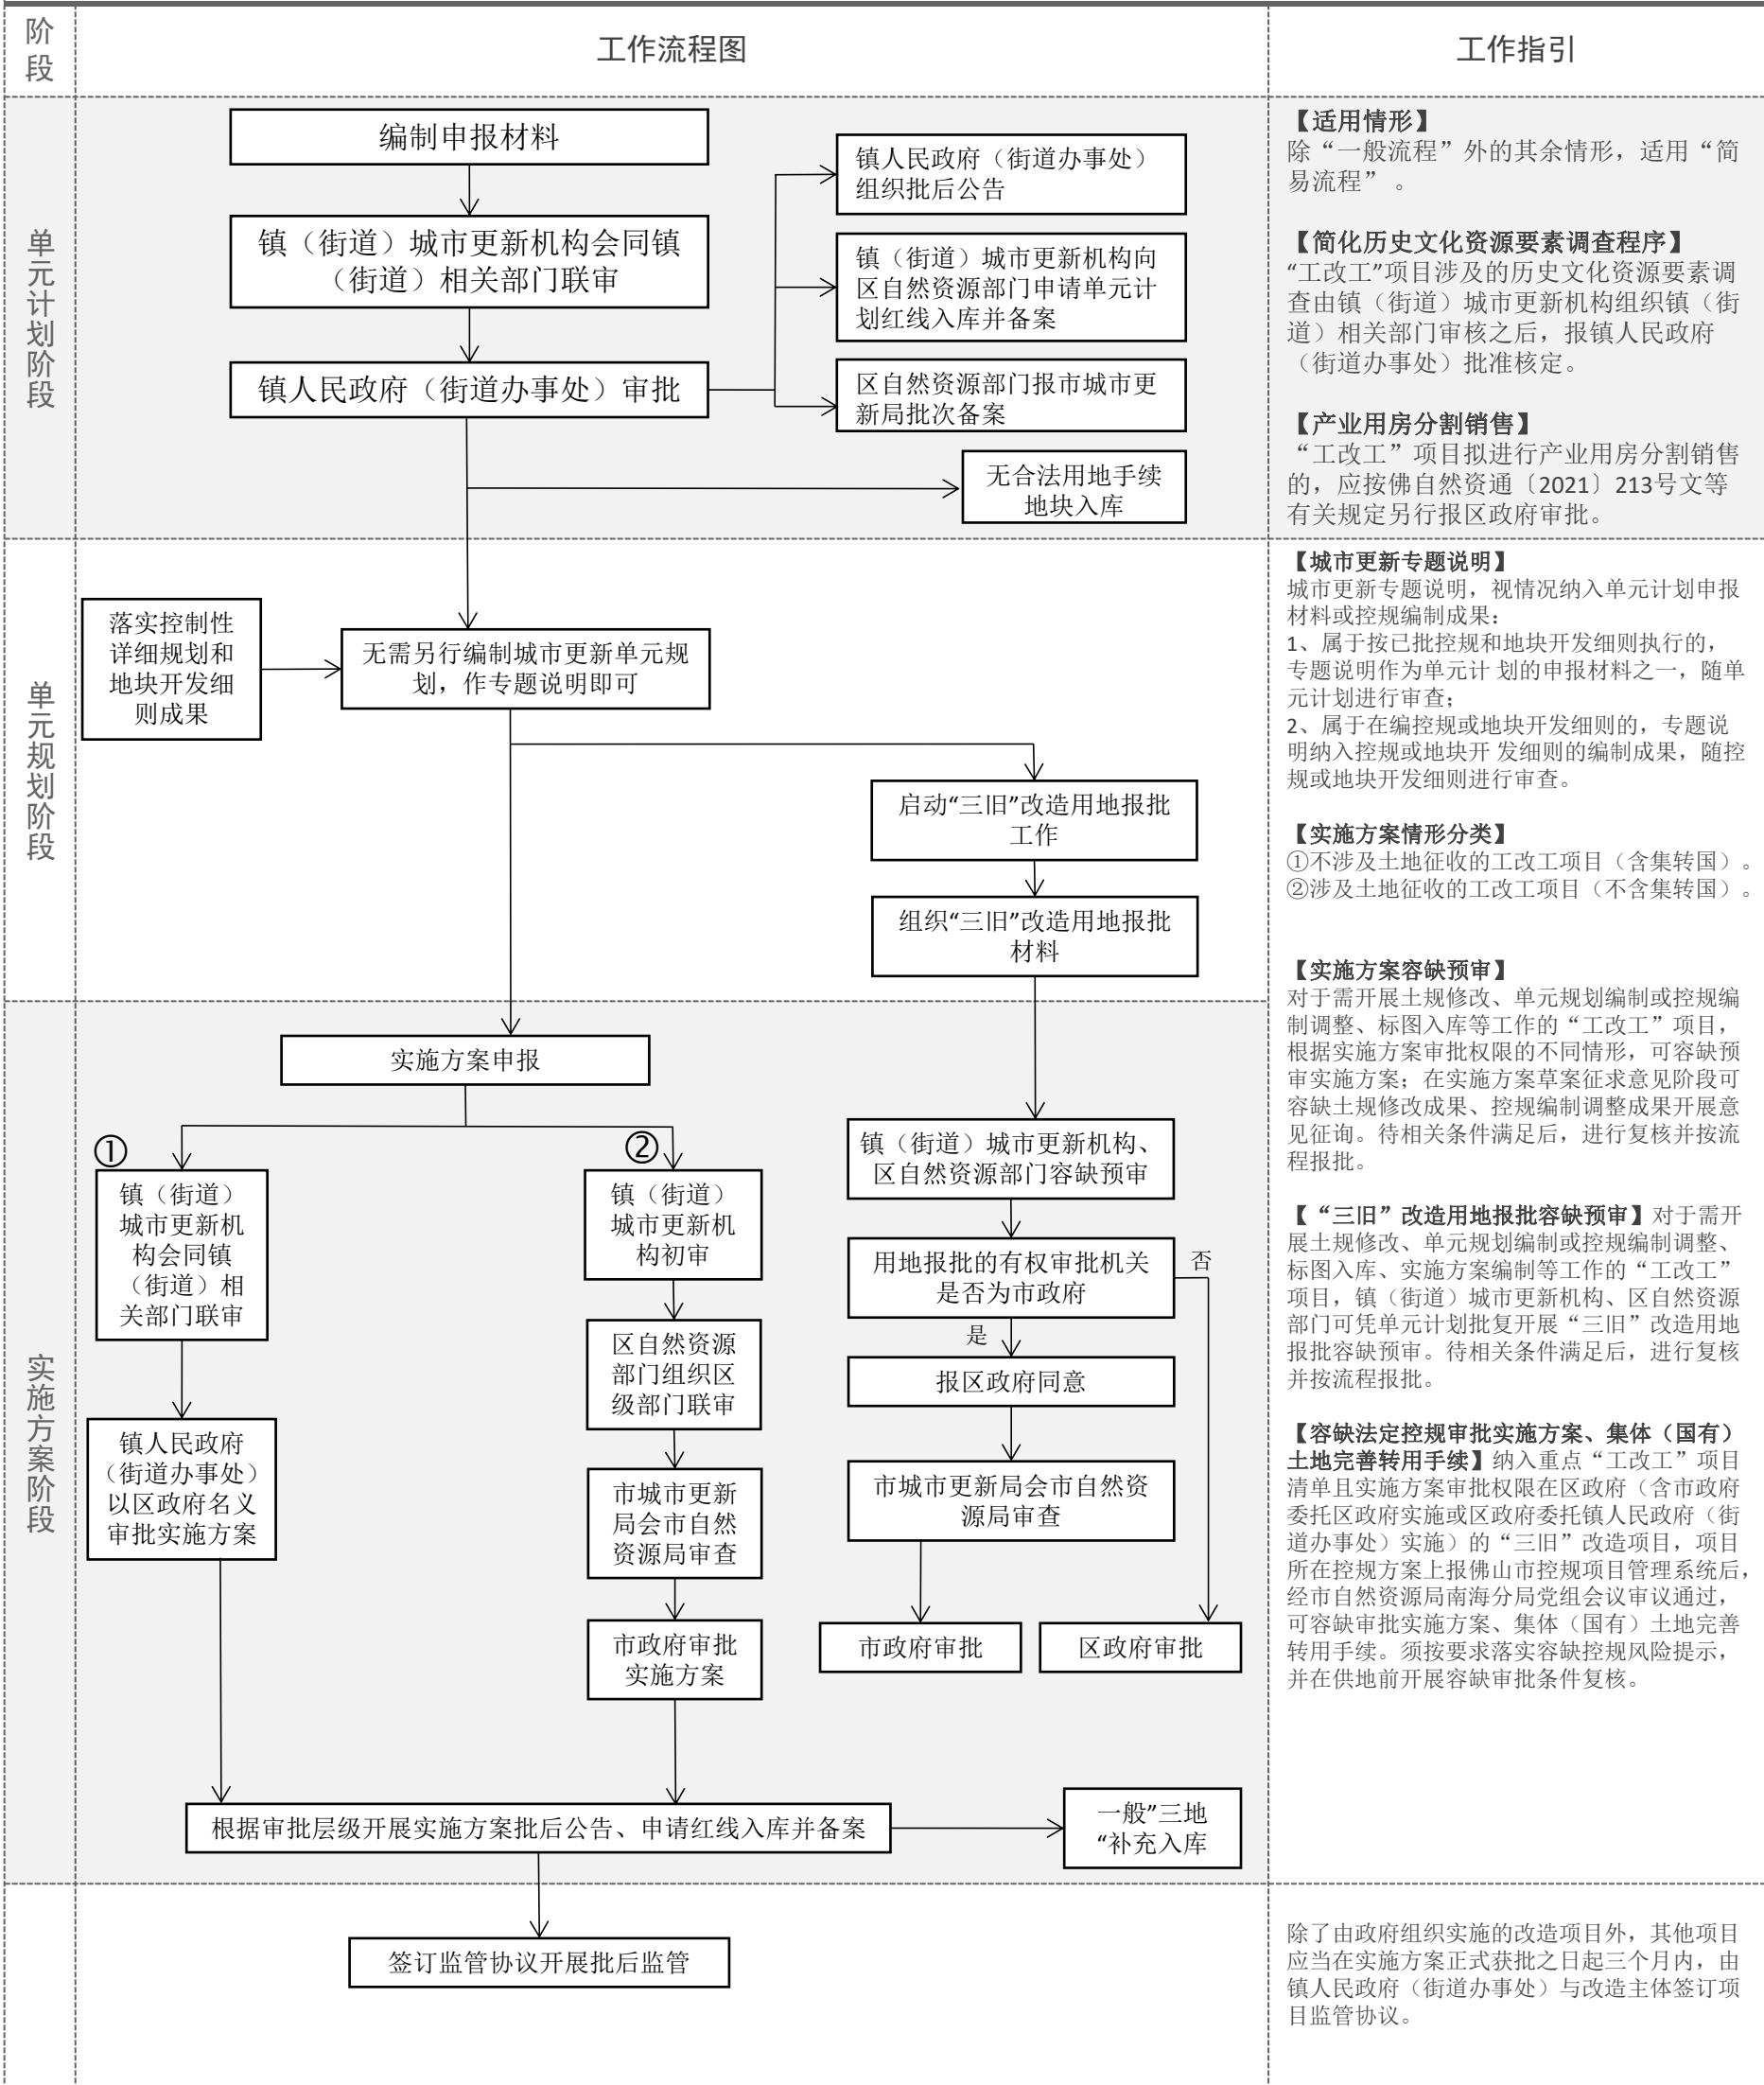 阶
段
工作流程图
工作指引
单元计划阶段
编制申报材料
镇（街道）城市更新机构会同镇
（街道）相关部门联审
镇人民政府（街道办事处）审批
镇人民政府（街道办事处）
组织批后公告
镇（街道）城市更新机构向
区自然资源部门申请单元计
划红线入库并备案
区自然资源部门报市城市更
新局批次备案
无合法用地手续
地块入库
【适用情形】
除“一般流程”外的其余情形，适用“简
易流程” 。
【简化历史文化资源要素调查程序】
“工改工”项目涉及的历史文化资源要素调
查由镇（街道）城市更新机构组织镇（街
道）相关部门审核之后，报镇人民政府
（街道办事处）批准核定。
【产业用房分割销售】
“工改工”项目拟进行产业用房分割销售
的，应按佛自然资通〔2021〕213号文等
有关规定另行报区政府审批。
单元规划阶段
落实控制性
详细规划和
地块开发细
则成果
无需另行编制城市更新单元规
划，作专题说明即可
启动“三旧”改造用地报批
工作
组织“三旧”改造用地报批
材料
【城市更新专题说明】
城市更新专题说明，视情况纳入单元计划申报
材料或控规编制成果：
1、属于按已批控规和地块开发细则执行的，
专题说明作为单元计 划的申报材料之一，随单
元计划进行审查；
2、属于在编控规或地块开发细则的，专题说
明纳入控规或地块开 发细则的编制成果，随控
规或地块开发细则进行审查。
【实施方案情形分类】
①不涉及土地征收的工改工项目（含集转国）。
②涉及土地征收的工改工项目（不含集转国）。
【实施方案容缺预审】
对于需开展土规修改、单元规划编制或控规编
制调整、标图入库等工作的“工改工”项目，
根据实施方案审批权限的不同情形，可容缺预
审实施方案；在实施方案草案征求意见阶段可
容缺土规修改成果、控规编制调整成果开展意
见征询。待相关条件满足后，进行复核并按流
程报批。
【“三旧”改造用地报批容缺预审】对于需开
展土规修改、单元规划编制或控规编制调整、
标图入库、实施方案编制等工作的“工改工”
项目，镇（街道）城市更新机构、区自然资源
部门可凭单元计划批复开展“三旧”改造用地
报批容缺预审。待相关条件满足后，进行复核
并按流程报批。
【容缺法定控规审批实施方案、集体（国有）
土地完善转用手续】纳入重点“工改工”项目
清单且实施方案审批权限在区政府（含市政府
委托区政府实施或区政府委托镇人民政府（街
道办事处）实施）的“三旧”改造项目，项目
所在控规方案上报佛山市控规项目管理系统后，
经市自然资源局南海分局党组会议审议通过，
可容缺审批实施方案、集体（国有）土地完善
转用手续。须按要求落实容缺控规风险提示，
并在供地前开展容缺审批条件复核。
实施方案阶段
实施方案申报
①
镇（街道）
城市更新机
构会同镇
（街道）相
关部门联审
镇人民政府
（街道办事处）
以区政府名义
审批实施方案
②
镇（街道）
城市更新机
构初审
区自然资源
部门组织区
级部门联审
市城市更新
局会市自然
资源局审查
市政府审批
实施方案
镇（街道）城市更新机构、
区自然资源部门容缺预审
用地报批的有权审批机关
是否为市政府
否
是
报区政府同意
市城市更新局会市自然资
源局审查
市政府审批
区政府审批
根据审批层级开展实施方案批后公告、申请红线入库并备案
一般”三地
“补充入库
签订监管协议开展批后监管
除了由政府组织实施的改造项目外，其他项目
应当在实施方案正式获批之日起三个月内，由
镇人民政府（街道办事处）与改造主体签订项
目监管协议。